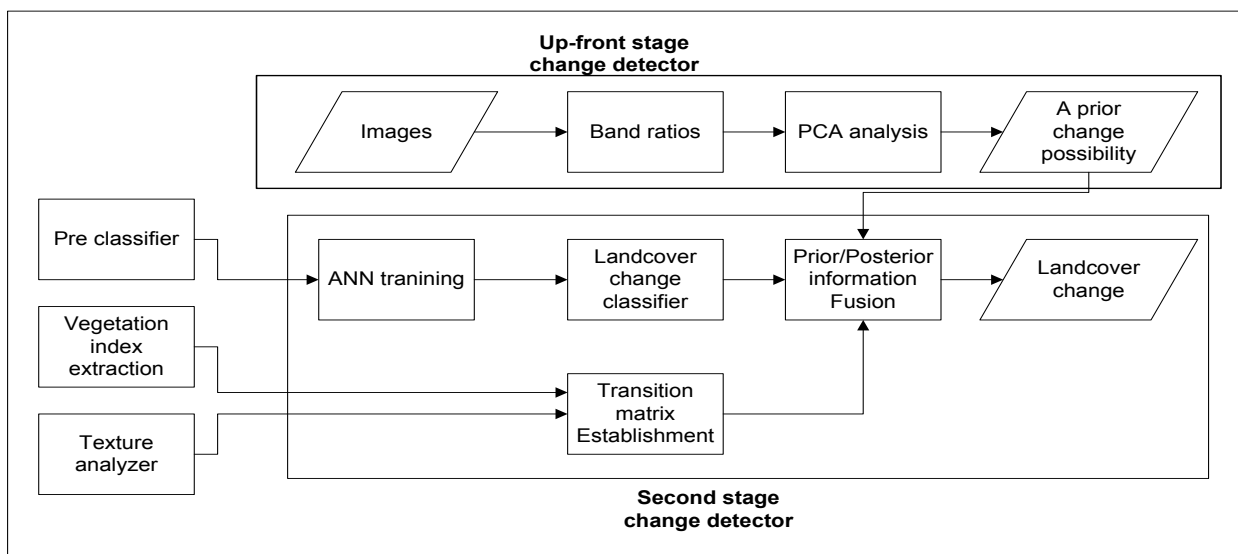 Up-front stage
change detector
Images
Band ratios
PCA analysis
A prior
change
possibility
Pre classifier
ANN tranining
Landcover
change
classifier
Prior/Posterior
information
Fusion
Landcover
change
Vegetation
index
extraction
Transition
matrix
Establishment
Texture
analyzer
Second stage
change detector